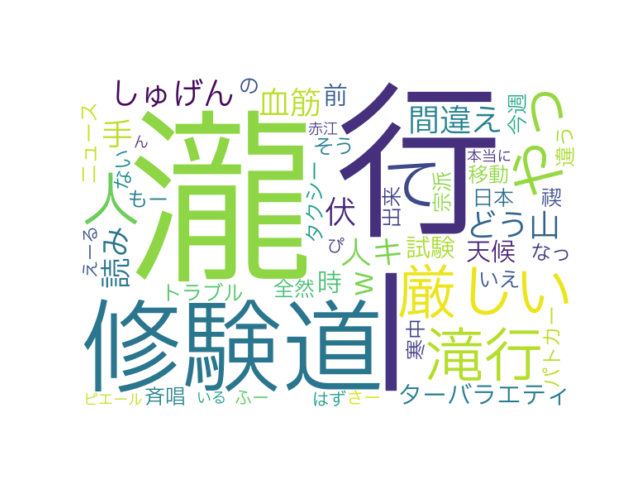 しゅげん
の
血筋
前
ニュース
手
ん
ない
もー
人
えーる
読み
瀧
タクシー
赤江
そう
行
て
伏
ぴ
出来
間違え
今週
違う
やつ
本当に
移動
宗派
日本
禊
どう
山
人
キ
試験
天候
なっ
w
いえ
トラブル
全然
時
厳しい
修験道
ー
寒中
滝行
パトカー
ピエール
斉唱
いる
ふー
はず
さー
ターバラエティ